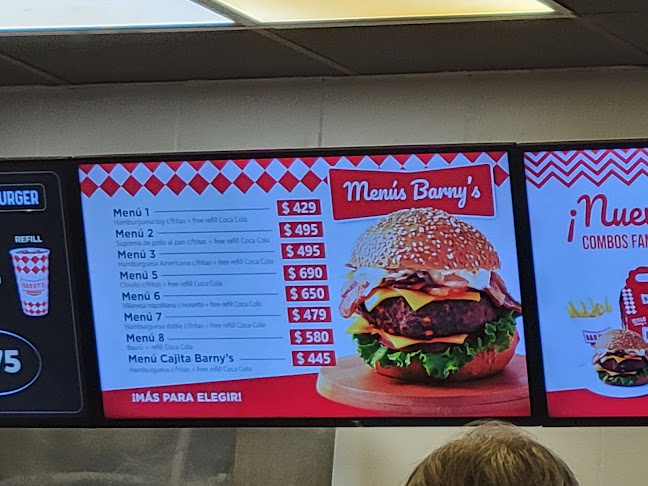 BURGER
REFILL
75
Menús Barny's
Menú 1 $ 429
Hamburguesa big c/fritas + free refill Coca Cola
Menú 2 $ 495
Suprema de pollo al pan c/fritas + free refill Coca Cola
Menú 3 $ 495
Hamburguesa Americana c/fritas + free refill Coca Cola
Menú 5 $ 690
Chivito c/fritas + free refill Coca Cola
Menú 6 $ 650
Milanesa napolitana c/noisette + free refill Coca Cola
Menú 7 $ 479
Hamburguesa doble c/fritas + free refill Coca Cola
Menú 8 $ 580
+ refill Coca Cola
Menú Cajita Barny's $ 445
Hamburguesa c/fritas + free refill Coca Cola
¡MÁS PARA ELEGIR!
¡Nue
COMBOS FAM